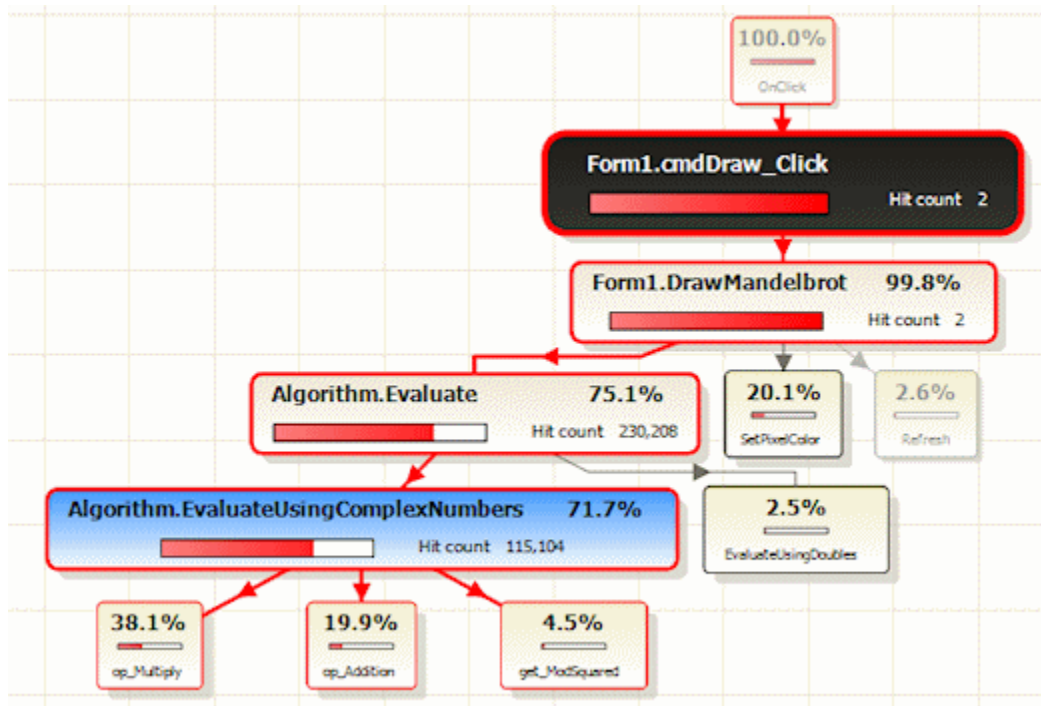 100.0%
OnClick
Form1.cmdDraw_Click
Hit count 2
Form1.DrawMandelbrot 99.8%
Hit count 2
Algorithm.Evaluate 75.1%
Hit count 230,208
20.1%
SetPixelColor
2.6%
Refresh
Algorithm.EvaluateUsingComplexNumbers 71.7%
Hit count 115,104
2.5%
EvaluateUsingDoubles
38.1%
op_Multiply
19.9%
op_Addition
4.5%
get_ModSquared